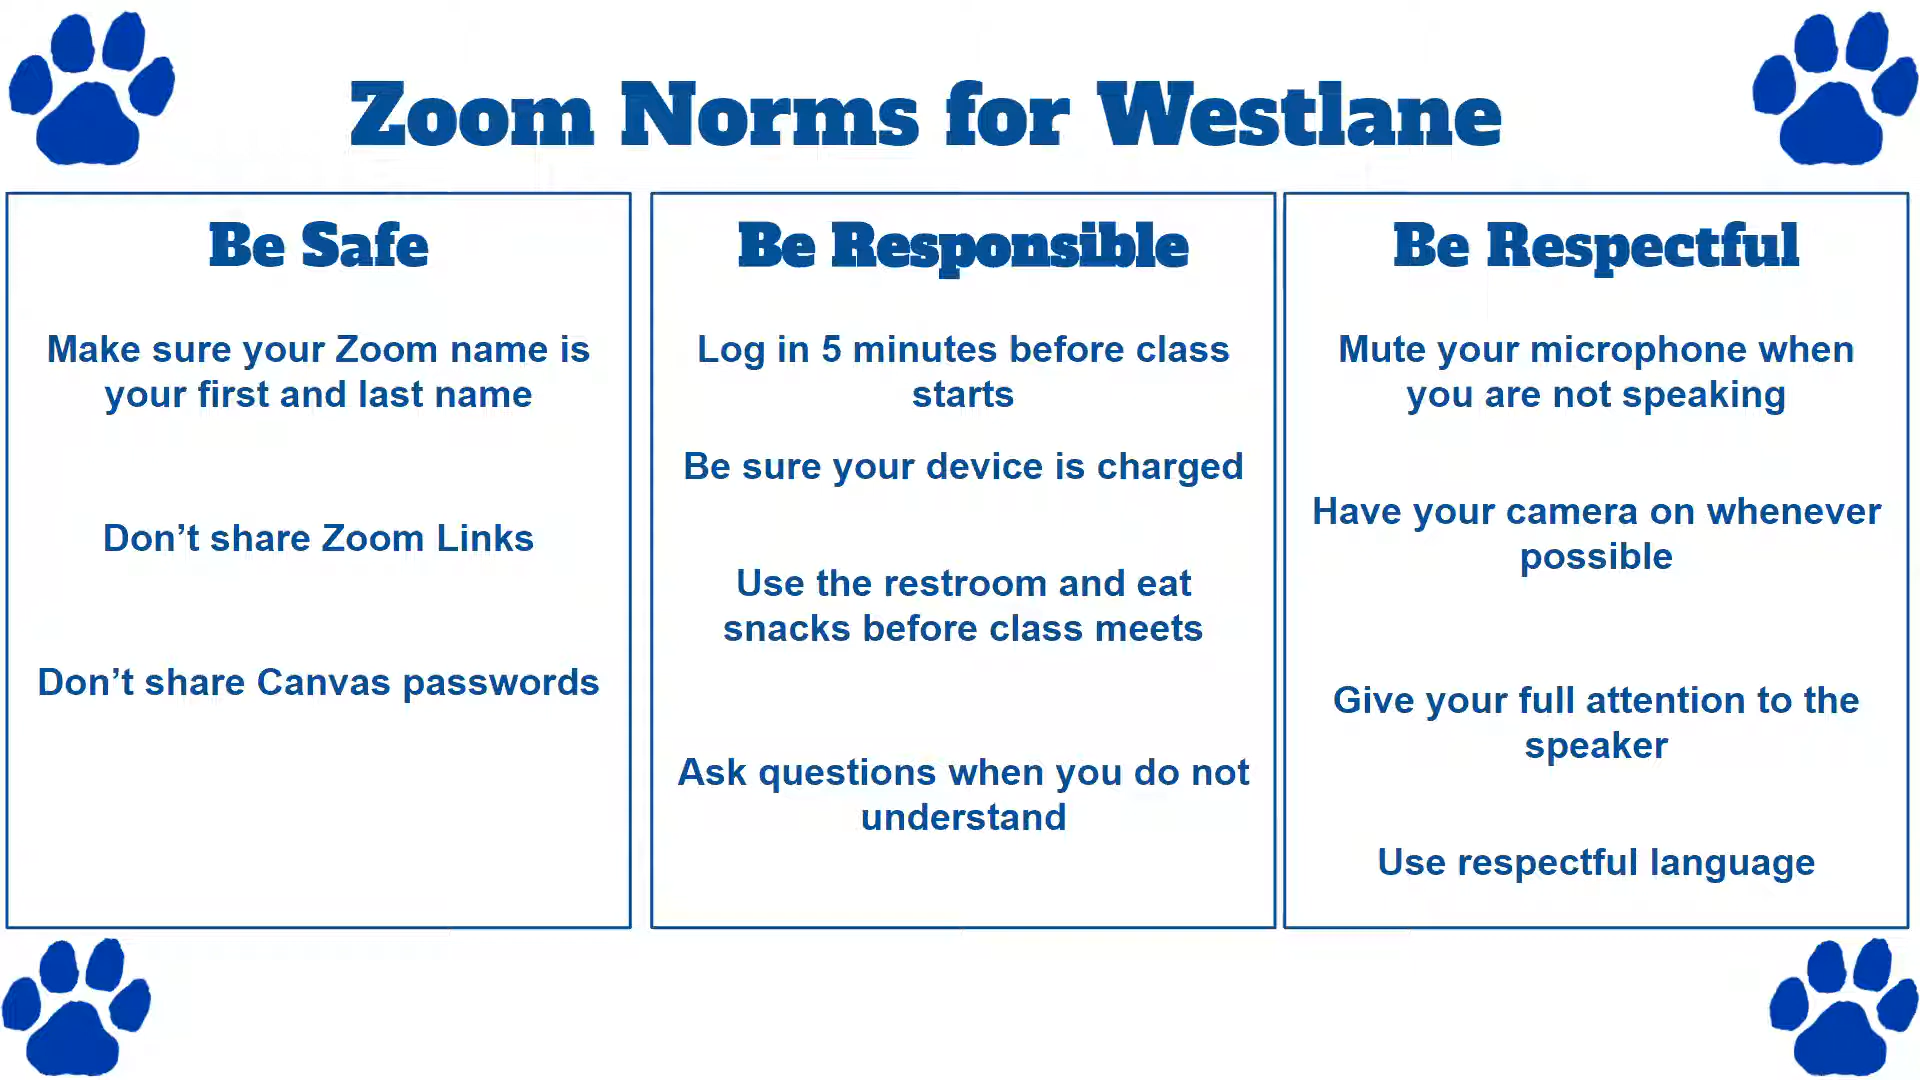 Zoom Norms for Westlane
Be Safe
Make sure your Zoom name is
your first and last name
Don’t share Zoom Links
Don’t share Canvas passwords
Be Responsible
Log in 5 minutes before class
starts
Be sure your device is charged
Use the restroom and eat
snacks before class meets
Ask questions when you do not
understand
Be Respectful
Mute your microphone when
you are not speaking
Have your camera on whenever
possible
Give your full attention to the
speaker
Use respectful language